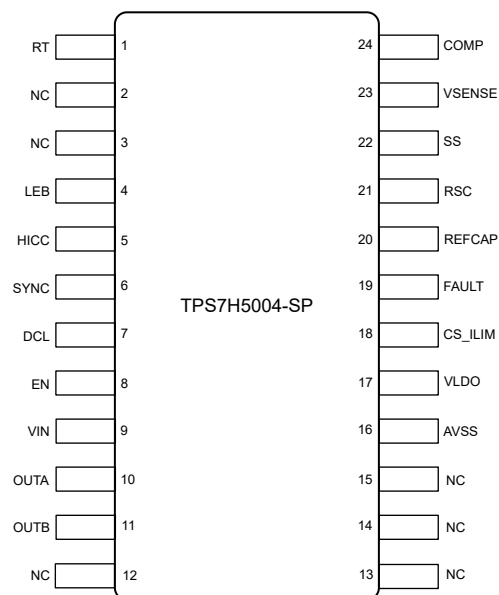 RT 1 24 COMP
NC 2 23 VSENSE
NC 3 22 SS
LEB 4 21 RSC
HICC 5 20 REFCAP
SYNC 6 19 FAULT
TPS7H5004-SP
DCL 7 18 CS_ILIM
EN 8 17 VLDO
VIN 9 16 AVSS
OUTA 10 15 NC
OUTB 11 14 NC
NC 12 13 NC